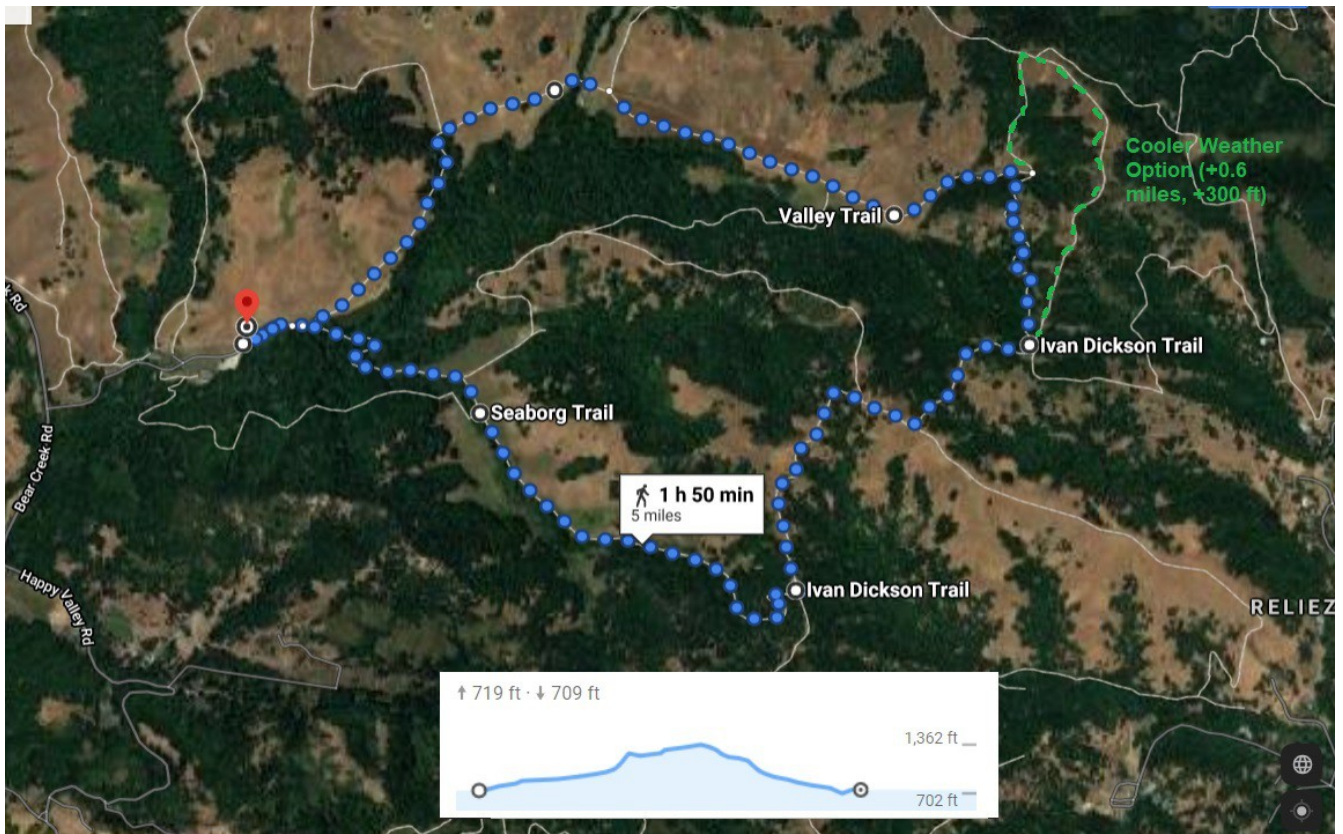 Cooler Weather
Option (+0.6
miles, +300 ft)
Valley Trail
k Rd
Ivan Dickson Trail
Seaborg Trail
Bear Creek Rd
1 h 50 min
5 miles
Happy Valley Rd
Ivan Dickson Trail
RELIEZ
↑ 719 ft · ↓ 709 ft
1,362 ft
702 ft